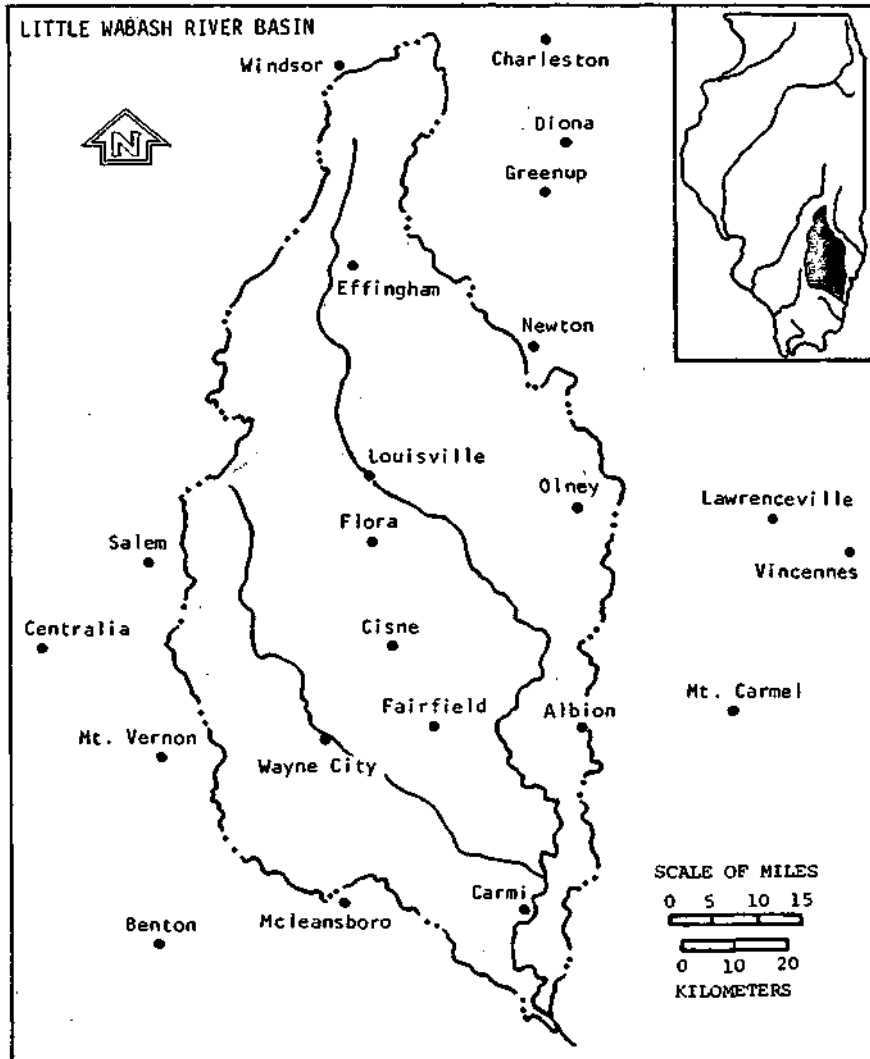 LITTLE WABASH RIVER BASIN
Windsor
Charleston
N
Diona
Greenup
Effingham
Newton
Louisville
Olney
Lawrenceville
Flora
Salem
Vincennes
Centralia
Cisne
Mt. Carmel
Fairfield
Albion
Mt. Vernon
Wayne City
SCALE OF MILES
0 5 10 15
Carmi
Mcleansboro
Benton
0 10 20
KILOMETERS